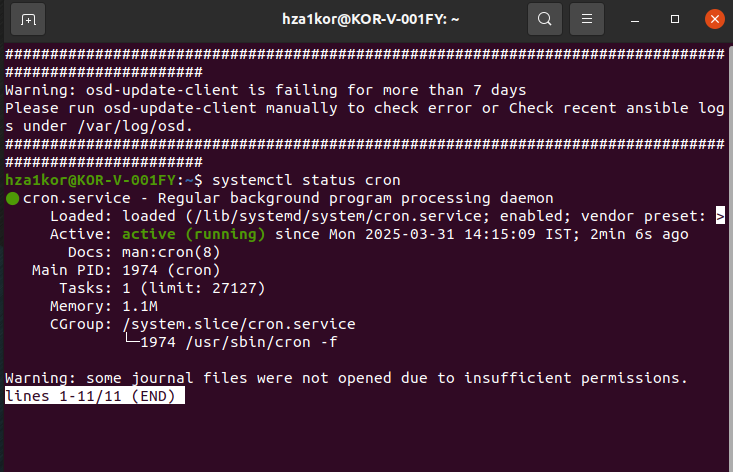 hza1kor@KOR-V-001FY: ~
################################################################################
######################
Warning: osd-update-client is failing for more than 7 days
Please run osd-update-client manually to check error or Check recent ansible log
s under /var/log/osd.
################################################################################
######################
hza1kor@KOR-V-001FY:~$ systemctl status cron
● cron.service - Regular background program processing daemon
     Loaded: loaded (/lib/systemd/system/cron.service; enabled; vendor preset: >
     Active: active (running) since Mon 2025-03-31 14:15:09 IST; 2min 6s ago
       Docs: man:cron(8)
   Main PID: 1974 (cron)
      Tasks: 1 (limit: 27127)
     Memory: 1.1M
     CGroup: /system.slice/cron.service
             └─1974 /usr/sbin/cron -f

Warning: some journal files were not opened due to insufficient permissions.
lines 1-11/11 (END)